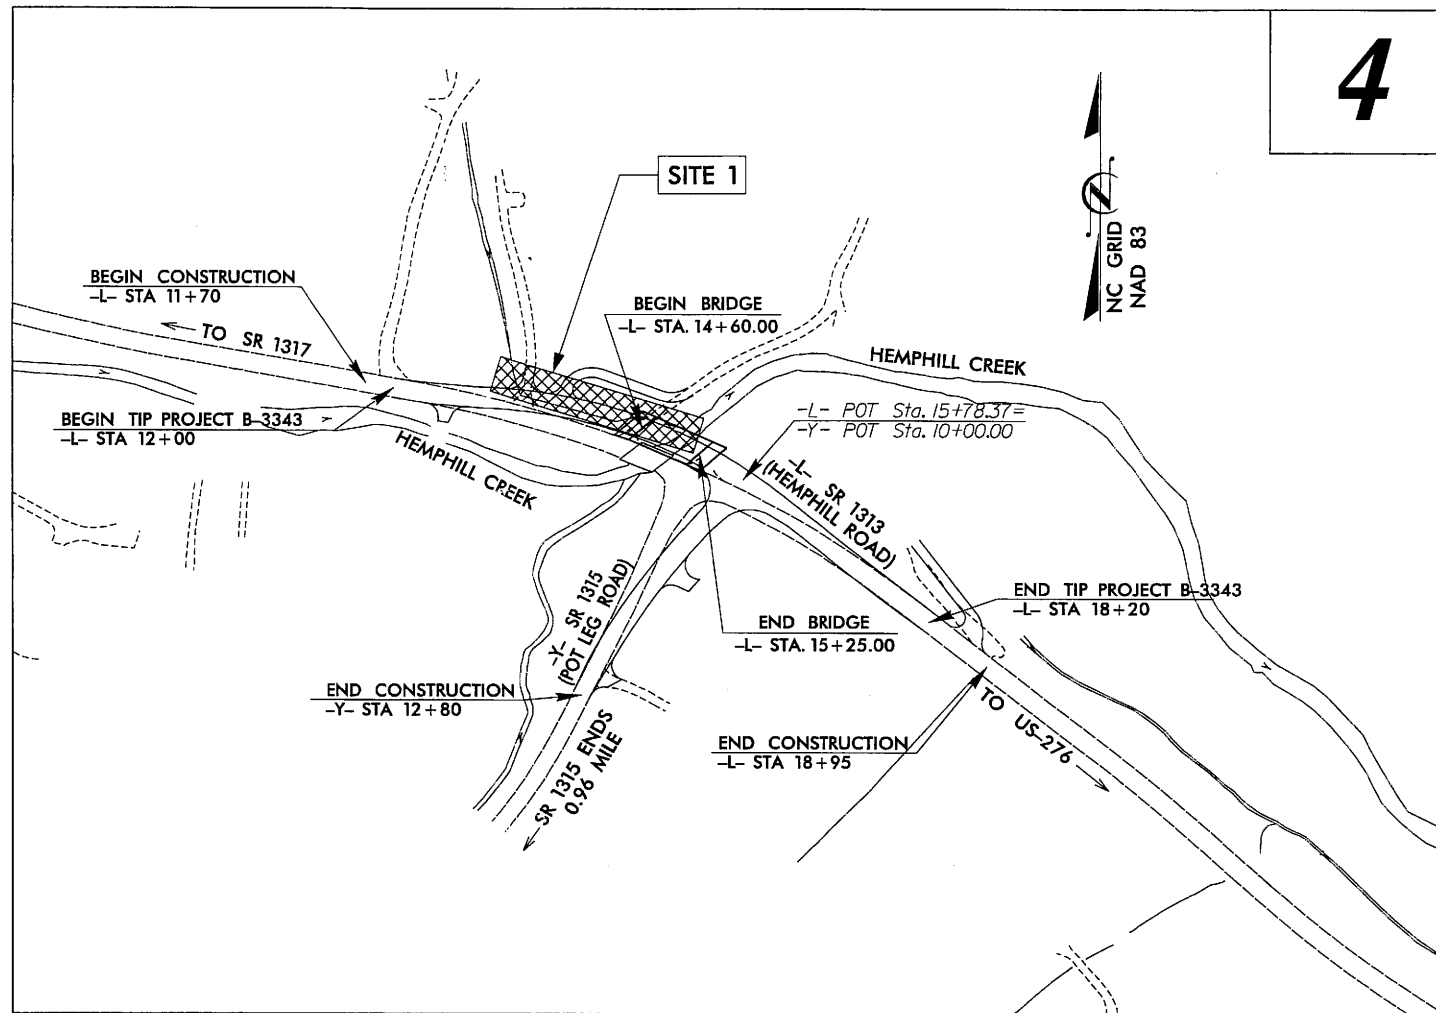 4
SITE 1
NC GRID
NAD 83
BEGIN CONSTRUCTION
-L- STA 11+70
TO SR 1317
BEGIN BRIDGE
-L- STA. 14+60.00
HEMPHILL CREEK
BEGIN TIP PROJECT B-3343
-L- STA 12+00
-L- POT Sta. 15+78.37=
-Y- POT Sta. 10+00.00
HEMPHILL CREEK
-L- SR 1313
(HEMPHILL ROAD)
-Y- SR 1315
(POT LEG ROAD)
END TIP PROJECT B-3343
-L- STA 18+20
END BRIDGE
-L- STA. 15+25.00
END CONSTRUCTION
-Y- STA 12+80
TO US-276
END CONSTRUCTION
-L- STA 18+95
SR 1315 ENDS
0.96 MILE